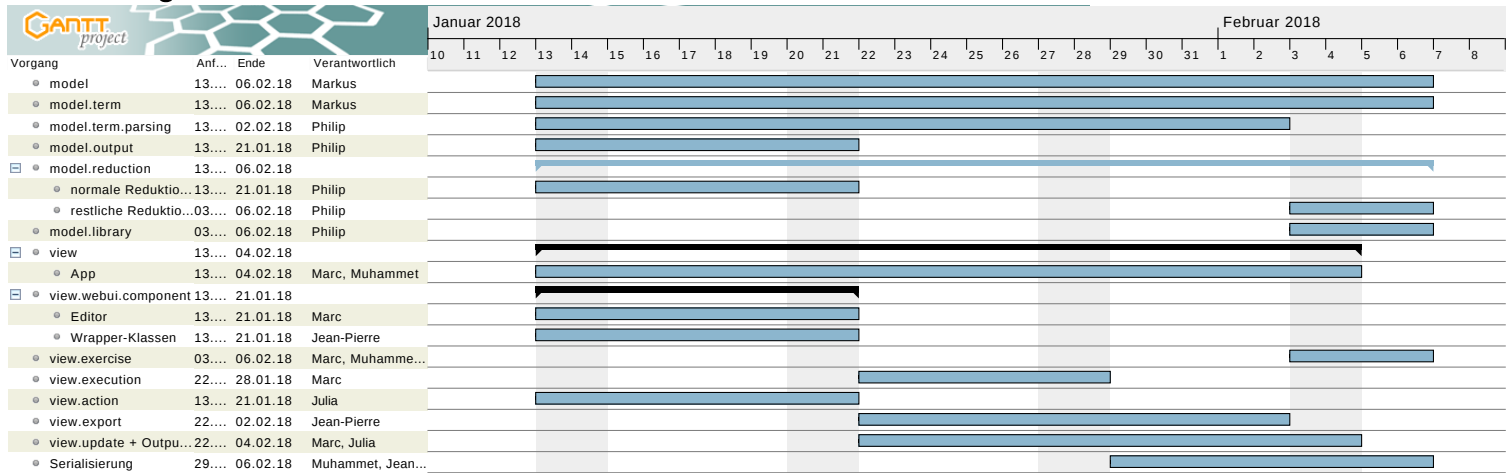 GANTT project
Januar 2018 Februar 2018
10 11 12 13 14 15 16 17 18 19 20 21 22 23 24 25 26 27 28 29 30 31 1 2 3 4 5 6 7 8
Vorgang Anf... Ende Verantwortlich
model 13.... 06.02.18 Markus
model.term 13.... 06.02.18 Markus
model.term.parsing 13.... 02.02.18 Philip
model.output 13.... 21.01.18 Philip
model.reduction 13.... 06.02.18
normale Reduktio... 13.... 21.01.18 Philip
restliche Reduktio... 03.... 06.02.18 Philip
model.library 03.... 06.02.18 Philip
view 13.... 04.02.18
App 13.... 04.02.18 Marc, Muhammet
view.webui.component 13.... 21.01.18
Editor 13.... 21.01.18 Marc
Wrapper-Klassen 13.... 21.01.18 Jean-Pierre
view.exercise 03.... 06.02.18 Marc, Muhamme...
view.execution 22.... 28.01.18 Marc
view.action 13.... 21.01.18 Julia
view.export 22.... 02.02.18 Jean-Pierre
view.update + Outpu... 22.... 04.02.18 Marc, Julia
Serialisierung 29.... 06.02.18 Muhammet, Jean...